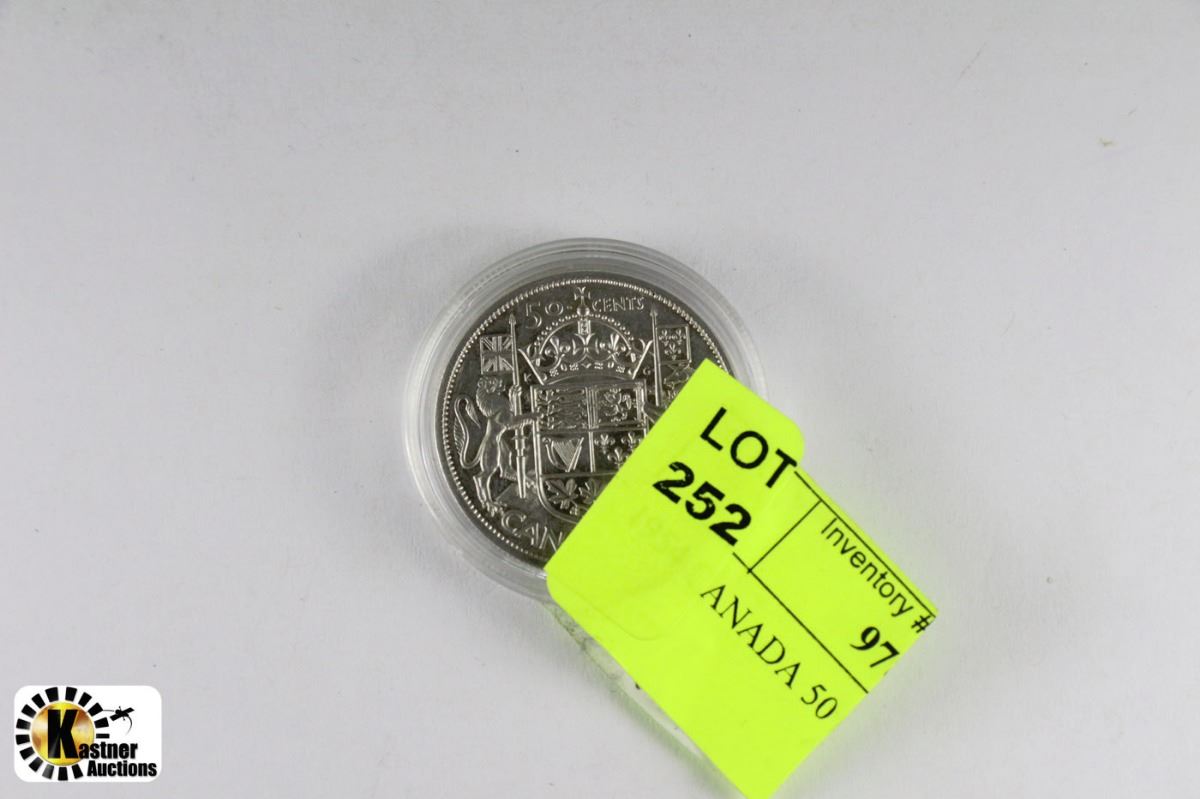 50 CENTS
K G
CAN
LOT
252
Inventory #
97
ANADA 50
Kastner
Auctions